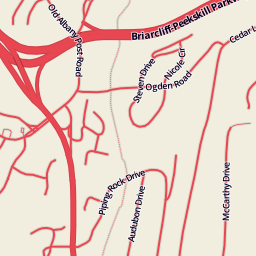 Old Albany Post
Road
Briarcliff-Peekskill Parkw
Cedar L
Nicole Cir
Steven Drive
Ogden Road
Piping Rock Drive
Audubon Drive
McCarthy Drive